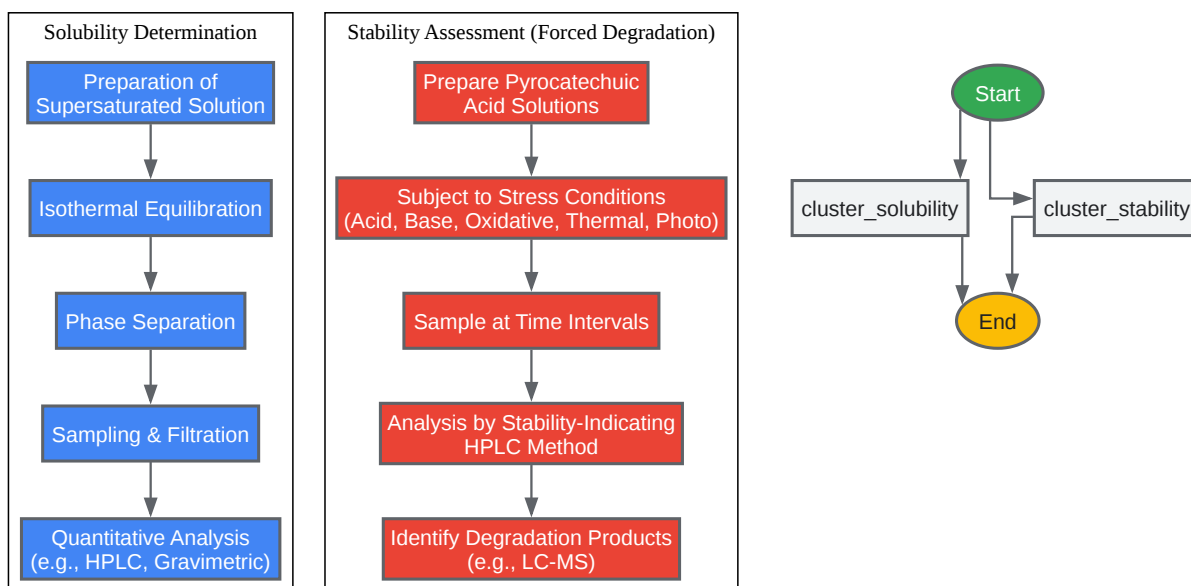 Solubility Determination
Preparation of
Supersaturated Solution
Isothermal Equilibration
Phase Separation
Sampling & Filtration
Quantitative Analysis
(e.g., HPLC, Gravimetric)
Stability Assessment (Forced Degradation)
Prepare Pyrocatechuic
Acid Solutions
Subject to Stress Conditions
(Acid, Base, Oxidative, Thermal, Photo)
Sample at Time Intervals
Analysis by Stability-Indicating
HPLC Method
Identify Degradation Products
(e.g., LC-MS)
Start
cluster_solubility
cluster_stability
End